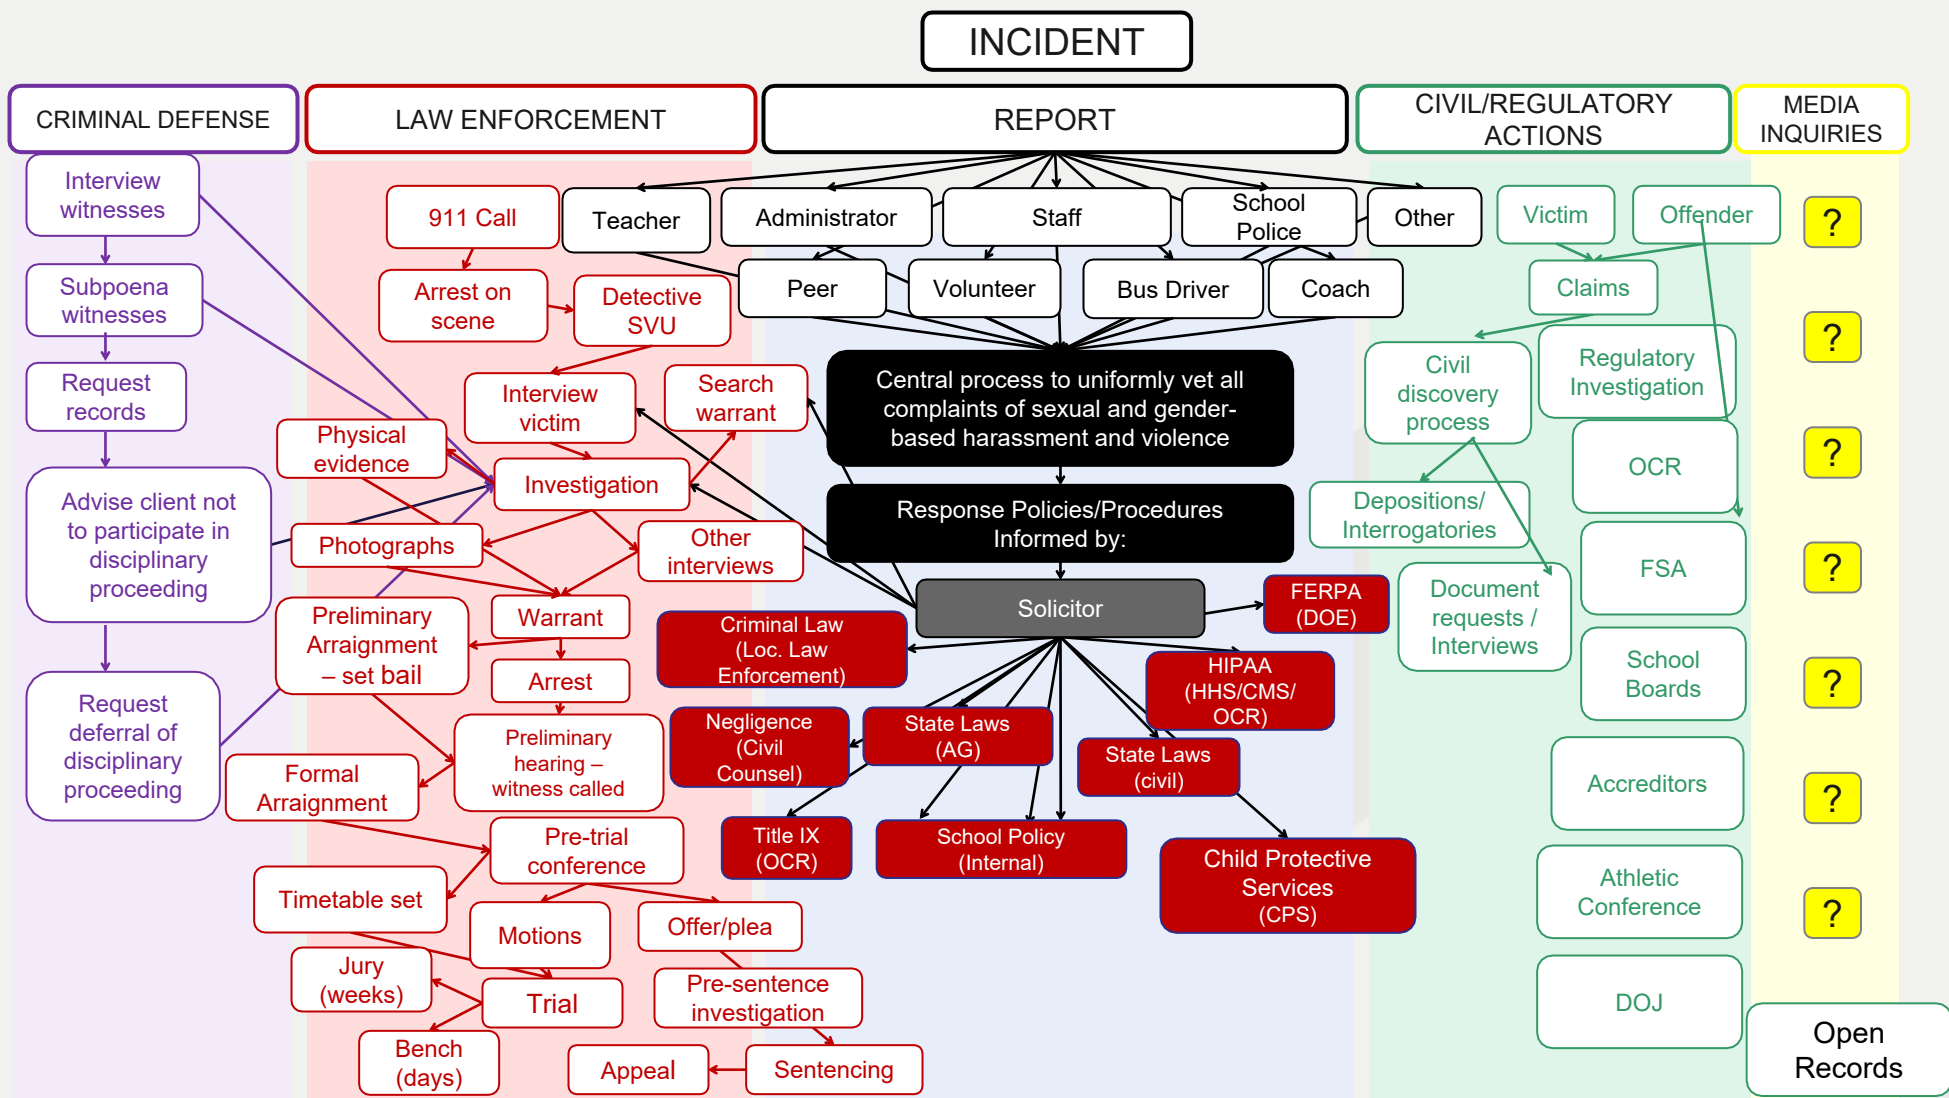 INCIDENT
CRIMINAL DEFENSE
LAW ENFORCEMENT
REPORT
CIVIL/REGULATORY
ACTIONS
MEDIA
INQUIRIES
Interview
witnesses
Subpoena
witnesses
Request
records
Advise client not
to participate in
disciplinary
proceeding
Request
deferral of
disciplinary
proceeding
911 Call
Arrest on
scene
Detective
SVU
Interview
victim
Search
warrant
Physical
evidence
Investigation
Photographs
Other
interviews
Warrant
Preliminary
Arraignment
– set bail
Arrest
Preliminary
hearing –
witness called
Formal
Arraignment
Pre-trial
conference
Timetable set
Motions
Offer/plea
Jury
(weeks)
Trial
Pre-sentence
investigation
Bench
(days)
Appeal
Sentencing
Teacher
Administrator
Staff
School
Police
Other
Peer
Volunteer
Bus Driver
Coach
Central process to uniformly vet all
complaints of sexual and gender-
based harassment and violence
Response Policies/Procedures
Informed by:
Solicitor
FERPA
(DOE)
Criminal Law
(Loc. Law
Enforcement)
HIPAA
(HHS/CMS/
OCR)
Negligence
(Civil
Counsel)
State Laws
(AG)
State Laws
(civil)
Title IX
(OCR)
School Policy
(Internal)
Child Protective
Services
(CPS)
Victim
Offender
Claims
Civil
discovery
process
Regulatory
Investigation
OCR
Depositions/
Interrogatories
FSA
Document
requests /
Interviews
School
Boards
Accreditors
Athletic
Conference
DOJ
?
?
?
?
?
?
?
Open
Records